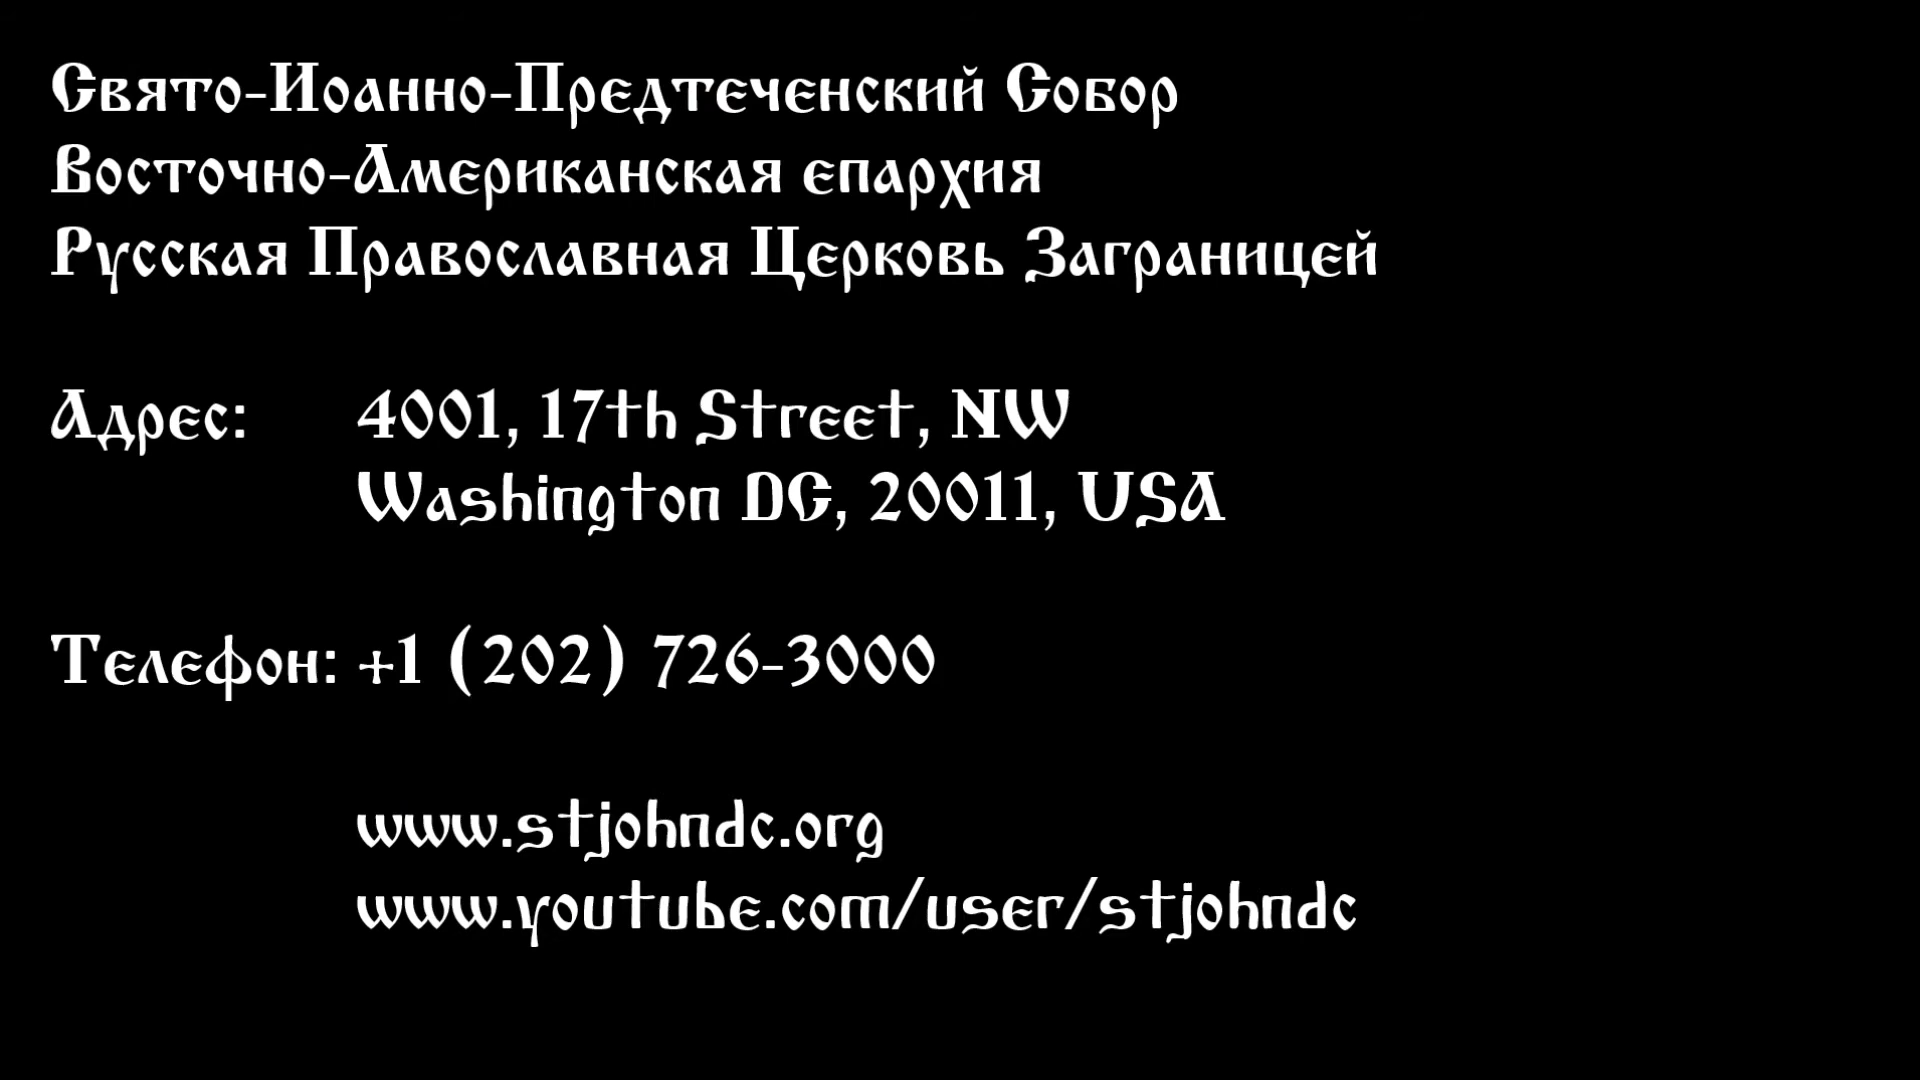 Свято-Иоанно-Предтеченский Собор
Восточно-Американская епархия
Русская Православная Церковь Заграницей
Адрес: 4001, 17th Street, NW
Washington DC, 20011, USA
Телефон: +1 (202) 726-3000
www.stjohndc.org
www.youtube.com/user/stjohndc